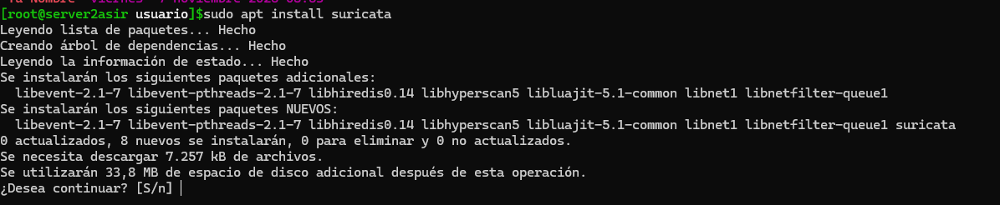 [root@server2asir usuario]$sudo apt install suricata
Leyendo lista de paquetes... Hecho
Creando árbol de dependencias... Hecho
Leyendo la información de estado... Hecho
Se instalarán los siguientes paquetes adicionales:
  libevent-2.1-7 libevent-pthreads-2.1-7 libhiredis0.14 libhyperscan5 libluajit-5.1-common libnet1 libnetfilter-queue1
Se instalarán los siguientes paquetes NUEVOS:
  libevent-2.1-7 libevent-pthreads-2.1-7 libhiredis0.14 libhyperscan5 libluajit-5.1-common libnet1 libnetfilter-queue1 suricata
0 actualizados, 8 nuevos se instalarán, 0 para eliminar y 0 no actualizados.
Se necesita descargar 7.257 kB de archivos.
Se utilizarán 33,8 MB de espacio de disco adicional después de esta operación.
¿Desea continuar? [S/n]